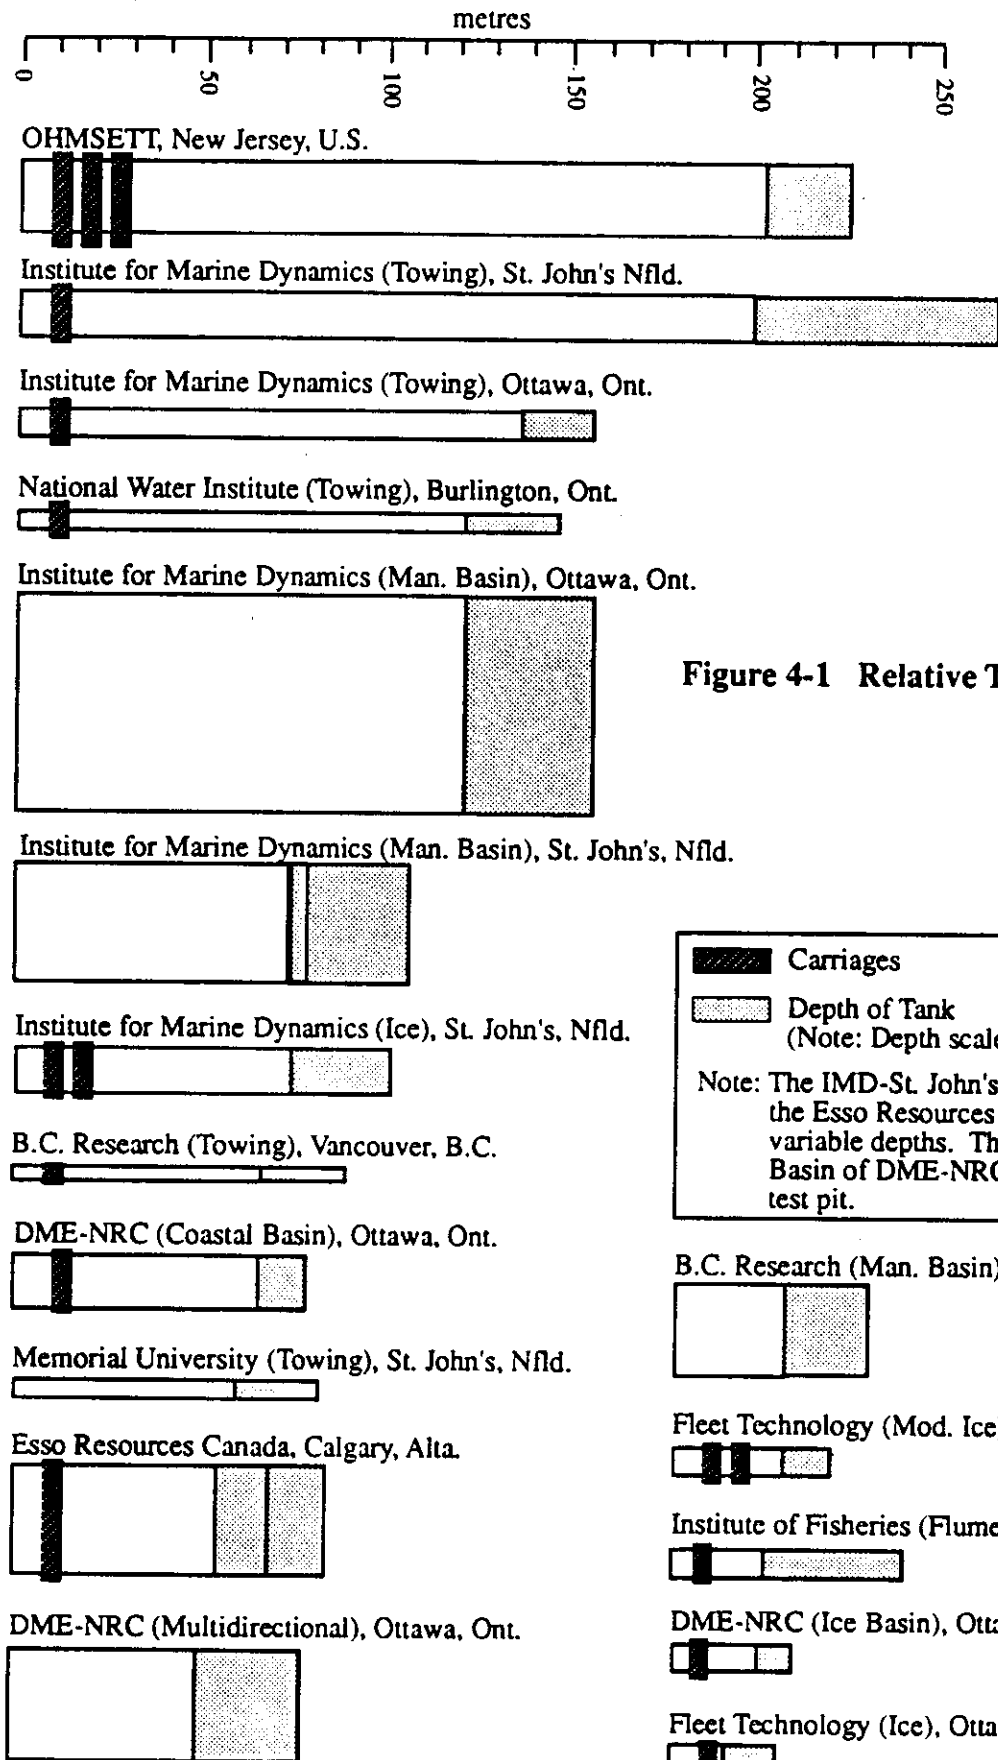 metres
0 50 100 150 200 250
OHMSETT, New Jersey, U.S.
Institute for Marine Dynamics (Towing), St. John's Nfld.
Institute for Marine Dynamics (Towing), Ottawa, Ont.
National Water Institute (Towing), Burlington, Ont.
Institute for Marine Dynamics (Man. Basin), Ottawa, Ont.
Figure 4-1 Relative T
Institute for Marine Dynamics (Man. Basin), St. John's, Nfld.
Carriages
Depth of Tank
(Note: Depth scale
Note: The IMD-St. John's
the Esso Resources
variable depths. Th
Basin of DME-NRC
test pit.
Institute for Marine Dynamics (Ice), St. John's, Nfld.
B.C. Research (Towing), Vancouver, B.C.
DME-NRC (Coastal Basin), Ottawa, Ont.
Memorial University (Towing), St. John's, Nfld.
Esso Resources Canada, Calgary, Alta.
DME-NRC (Multidirectional), Ottawa, Ont.
B.C. Research (Man. Basin)
Fleet Technology (Mod. Ice
Institute of Fisheries (Flume
DME-NRC (Ice Basin), Otta
Fleet Technology (Ice), Otta